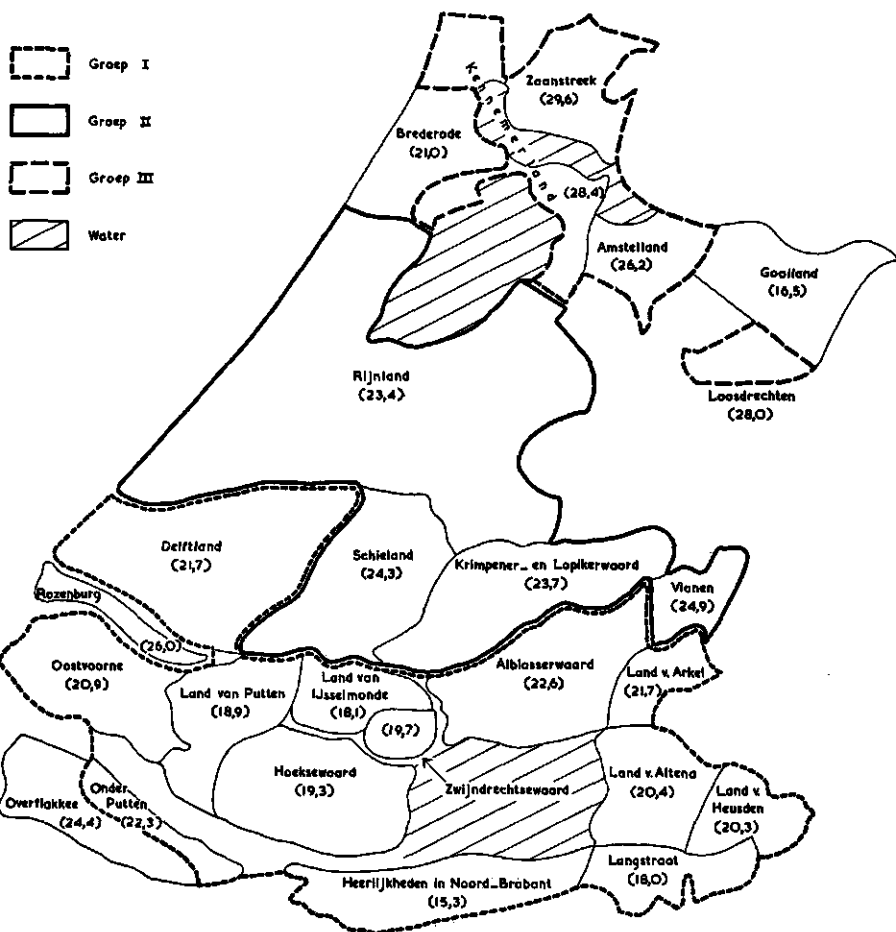 Groep I
Groep II
Groep III
Water
Kennemerland
(28,4)
Zaanstreek
(29,6)
Brederode
(21,0)
Amstelland
(26,2)
Gooiland
(16,5)
Loosdrechten
(28,0)
Rijnland
(23,4)
Delftland
(21,7)
Schieland
(24,3)
Krimpener_ en Lopikerwaard
(23,7)
Vianen
(24,9)
Rozenburg
(26,0)
Oostvoorne
(20,9)
Land van Putten
(18,9)
Land van
IJsselmonde
(18,1)
(19,7)
Zwijndrechtsewaard
Alblasserwaard
(22,6)
Land v. Arkel
(21,7)
Hoeksewaard
(19,3)
Land v. Altena
(20,4)
Land v.
Heusden
(20,3)
Overflakkee
(24,4)
Onder
Putten
(22,3)
Langstraat
(18,0)
Heerlijkheden in Noord_Brabant
(15,3)